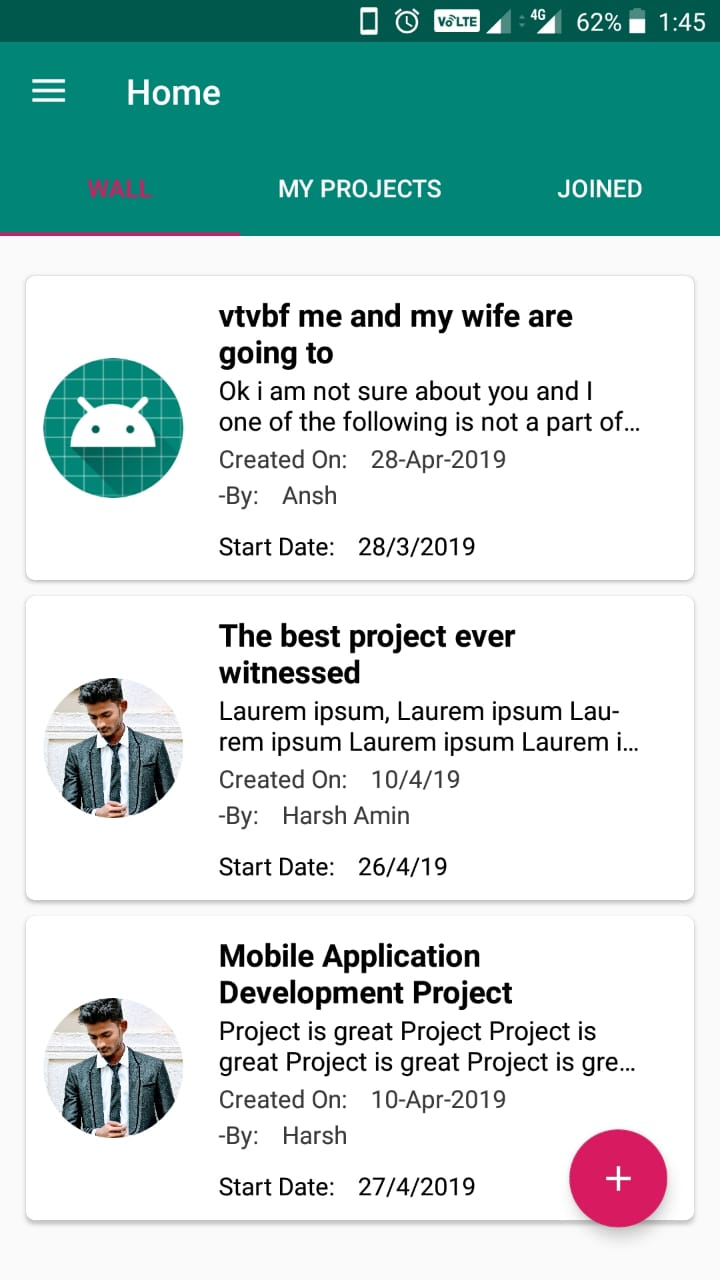 VoLTE 4G 62% 1:45
Home
WALL MY PROJECTS JOINED
vtvbf me and my wife are
going to
Ok i am not sure about you and I
one of the following is not a part of…
Created On: 28-Apr-2019
-By: Ansh
Start Date: 28/3/2019
The best project ever
witnessed
Laurem ipsum, Laurem ipsum Lau-
rem ipsum Laurem ipsum Laurem i…
Created On: 10/4/19
-By: Harsh Amin
Start Date: 26/4/19
Mobile Application
Development Project
Project is great Project Project is
great Project is great Project is gre…
Created On: 10-Apr-2019
-By: Harsh
Start Date: 27/4/2019
+